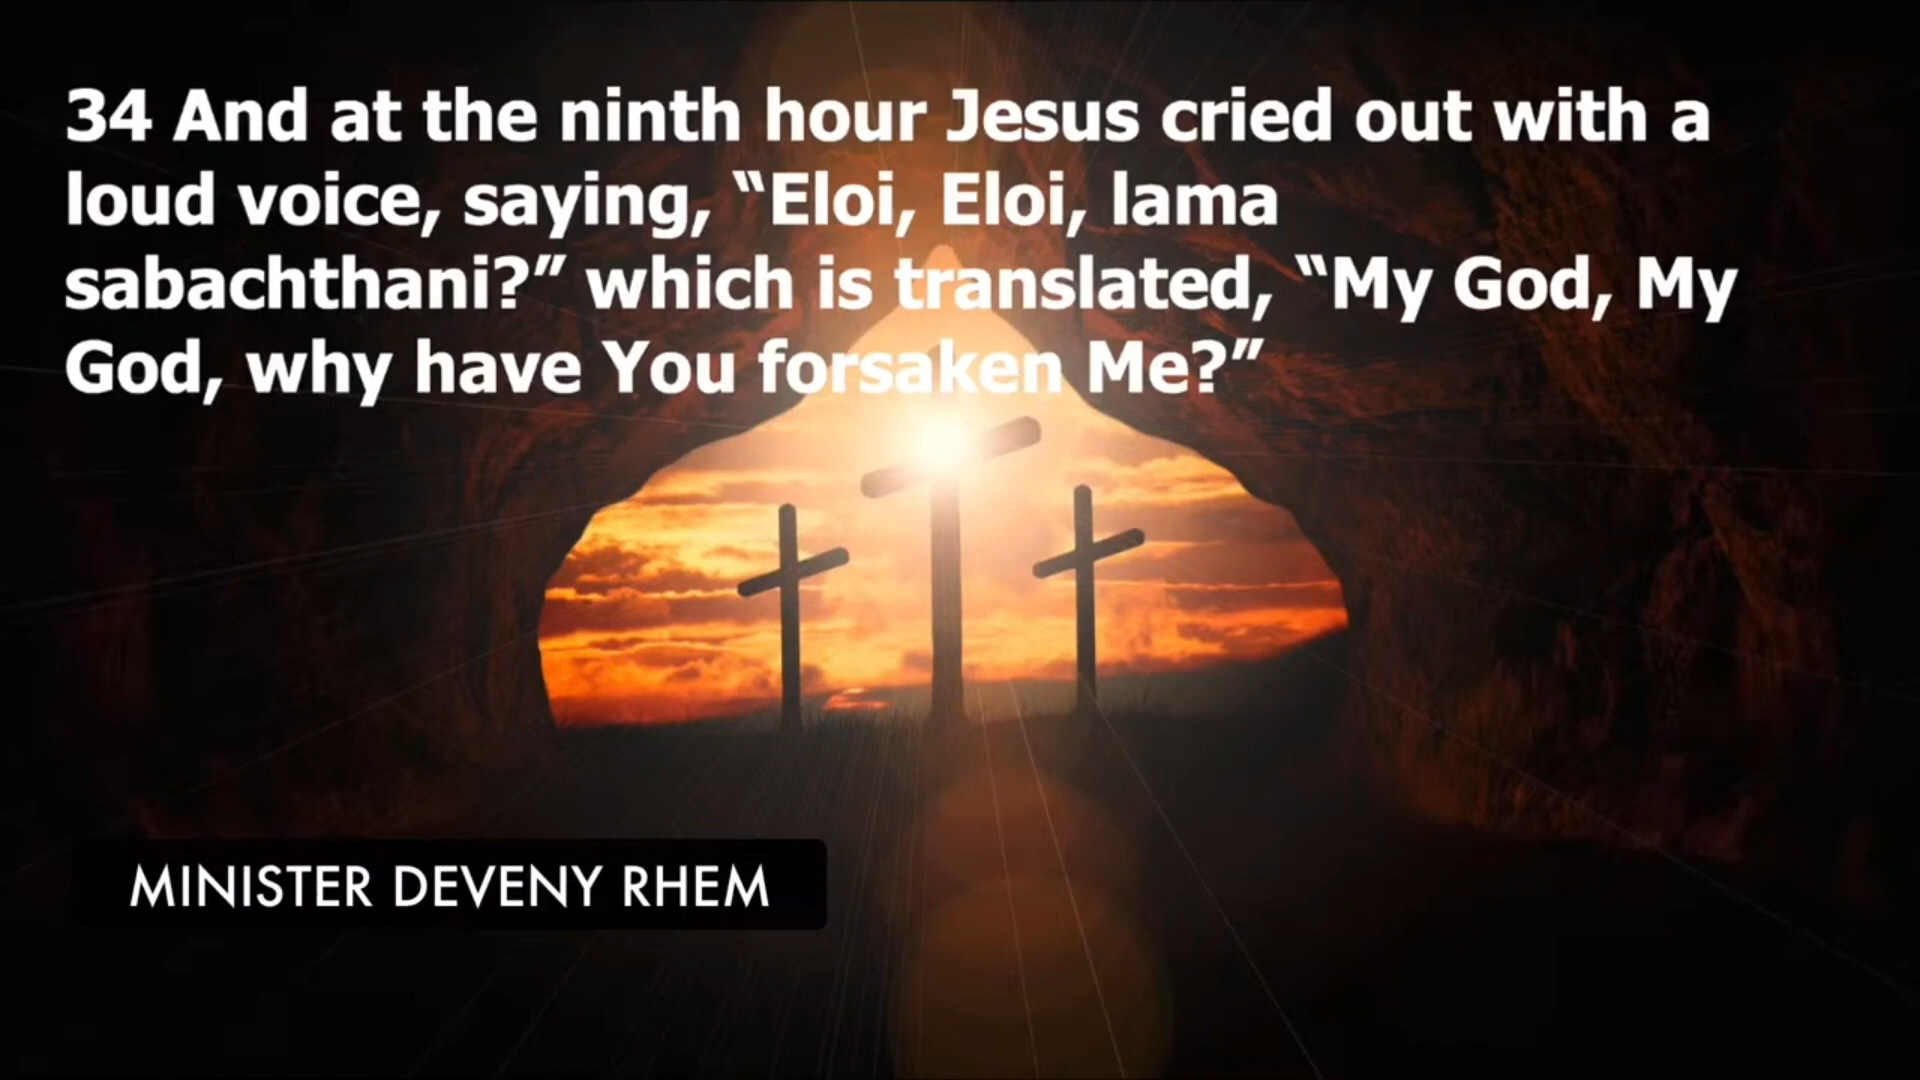 34 And at the ninth hour Jesus cried out with a
loud voice, saying, “Eloi, Eloi, lama
sabachthani?” which is translated, “My God, My
God, why have You forsaken Me?”
MINISTER DEVENY RHEM